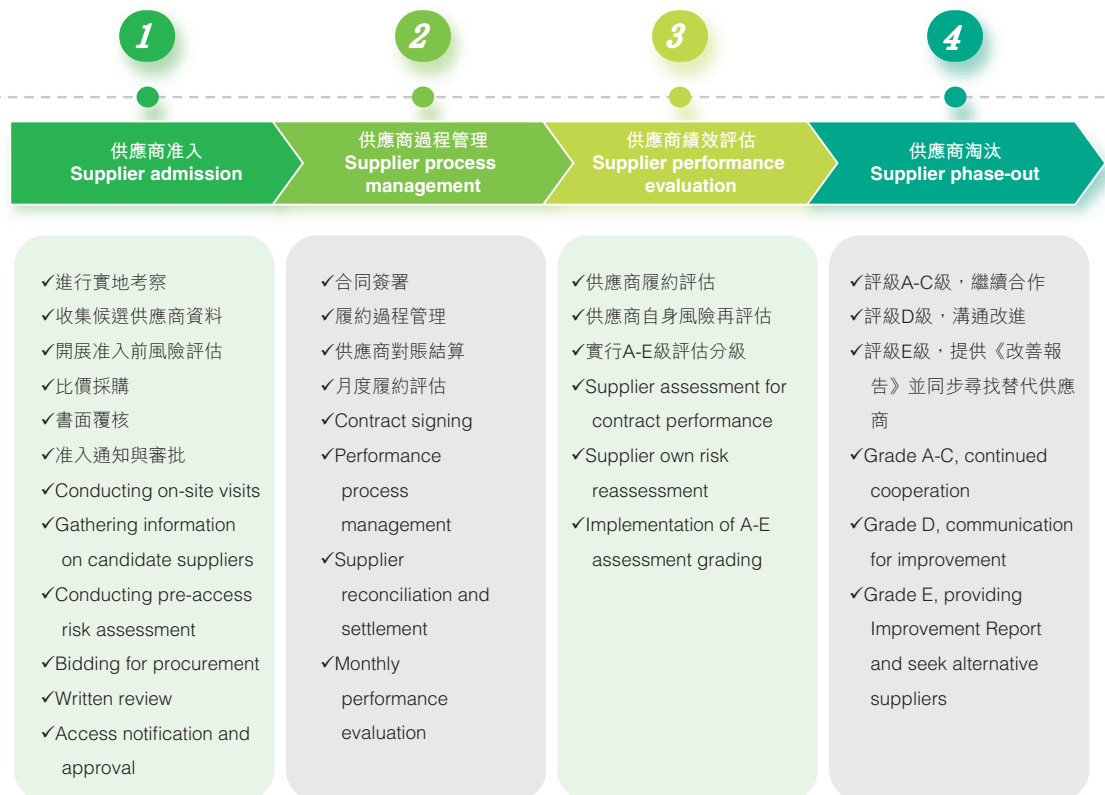 1
供應商准入
Supplier admission
✓進行實地考察
✓收集候選供應商資料
✓開展准入前風險評估
✓比價採購
✓書面覆核
✓准入通知與審批
✓Conducting on-site visits
✓Gathering information
on candidate suppliers
✓Conducting pre-access
risk assessment
✓Bidding for procurement
✓Written review
✓Access notification and
approval
2
供應商過程管理
Supplier process
management
✓合同簽署
✓履約過程管理
✓供應商對賬結算
✓月度履約評估
✓Contract signing
✓Performance
process
management
✓Supplier
reconciliation and
settlement
✓Monthly
performance
evaluation
3
供應商績效評估
Supplier performance
evaluation
✓供應商履約評估
✓供應商自身風險再評估
✓實行A-E級評估分級
✓Supplier assessment for
contract performance
✓Supplier own risk
reassessment
✓Implementation of A-E
assessment grading
4
供應商淘汰
Supplier phase-out
✓評級A-C級，繼續合作
✓評級D級，溝通改進
✓評級E級，提供《改善報
告》並同步尋找替代供應
商
✓Grade A-C, continued
cooperation
✓Grade D, communication
for improvement
✓Grade E, providing
Improvement Report
and seek alternative
suppliers